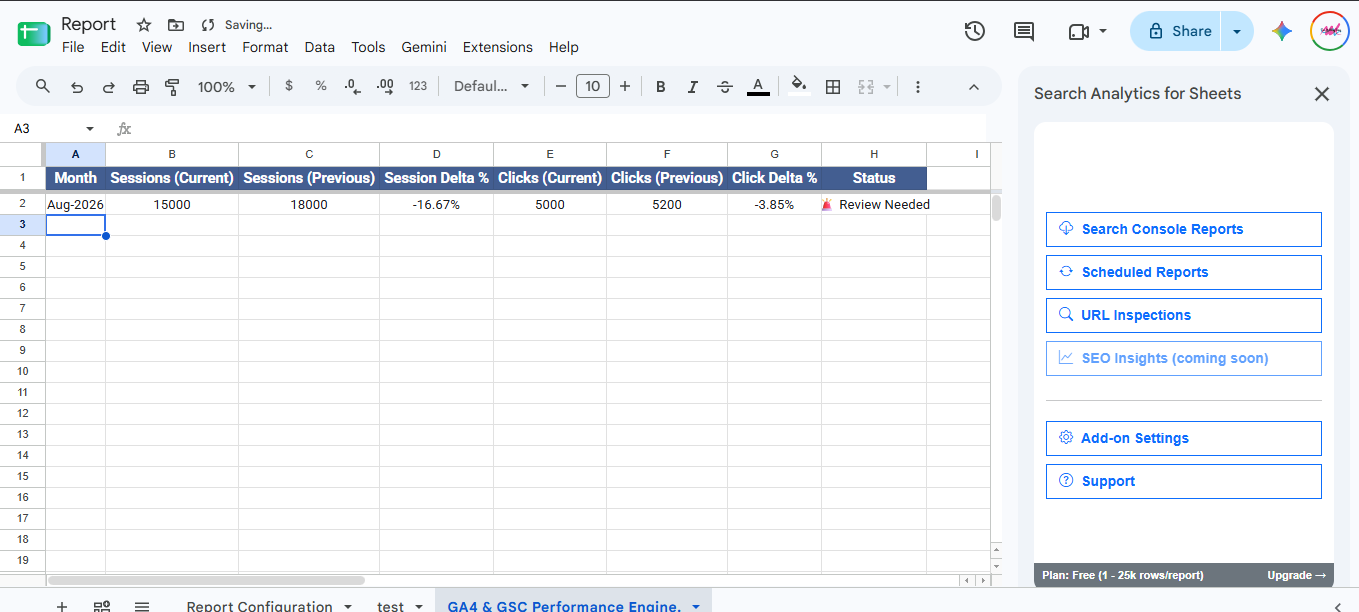 Report Saving...
File Edit View Insert Format Data Tools Gemini Extensions Help
Share
100% $ % .0 .00 123 Defaul... 10 B I A
A3 fx
A B C D E F G H I
1 Month Sessions (Current) Sessions (Previous) Session Delta % Clicks (Current) Clicks (Previous) Click Delta % Status
2 Aug-2026 15000 18000 -16.67% 5000 5200 -3.85% 🚨 Review Needed
3
4
5
6
7
8
9
10
11
12
13
14
15
16
17
18
19
Report Configuration test GA4 & GSC Performance Engine.
Search Analytics for Sheets
Search Console Reports
Scheduled Reports
URL Inspections
SEO Insights (coming soon)
Add-on Settings
Support
Plan: Free (1 - 25k rows/report) Upgrade →